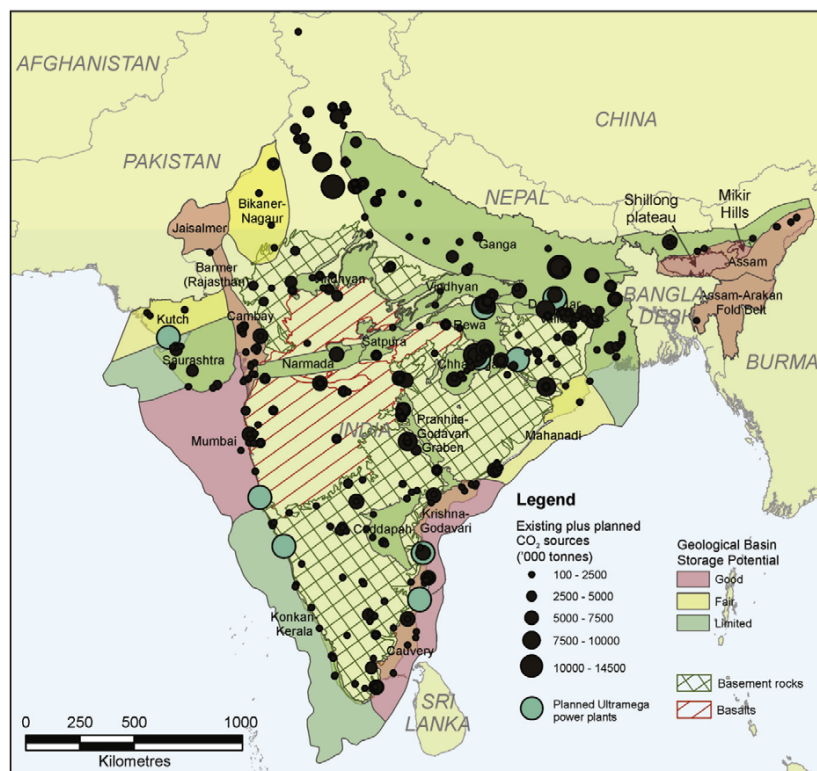 AFGHANISTAN
CHINA
PAKISTAN
NEPAL
Shillong
plateau
Mikir
Hills
Bikaner-
Nagaur
Jaisalmer
Ganga
Assam
Barmer
(Rajasthan)
Vindhyan
BANGLA
DESH
Assam-Arakan
Fold Belt
Kutch
Cambay
Rewa
Satpura
BURMA
Saurashtra
Narmada
Pranhita-
Godavari
Graben
Mahanadi
Mumbai
INDIA
Cuddapah
Krishna-
Godavari
Konkan-
Kerala
Cauvery
SRI
LANKA
Legend
Existing plus planned
CO2 sources
('000 tonnes)
100 - 2500
2500 - 5000
5000 - 7500
7500 - 10000
10000 - 14500
Planned Ultramega
power plants
Geological Basin
Storage Potential
Good
Fair
Limited
Basement rocks
Basalts
0 250 500 1000
Kilometres